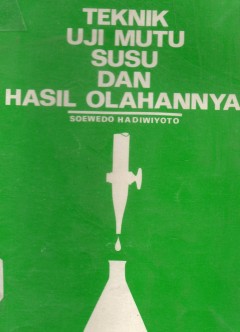 TEKNIK
UJI MUTU
SUSU
DAN
HASIL OLAHANNYA
SOEWEDO HADIWIYOTO